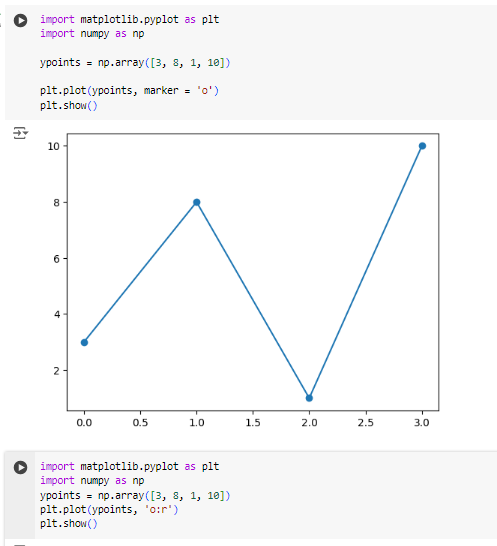 import matplotlib.pyplot as plt
import numpy as np
ypoints = np.array([3, 8, 1, 10])
plt.plot(ypoints, marker = 'o')
plt.show()
10
8
6
4
2
0.0 0.5 1.0 1.5 2.0 2.5 3.0
import matplotlib.pyplot as plt
import numpy as np
ypoints = np.array([3, 8, 1, 10])
plt.plot(ypoints, 'o:r')
plt.show()